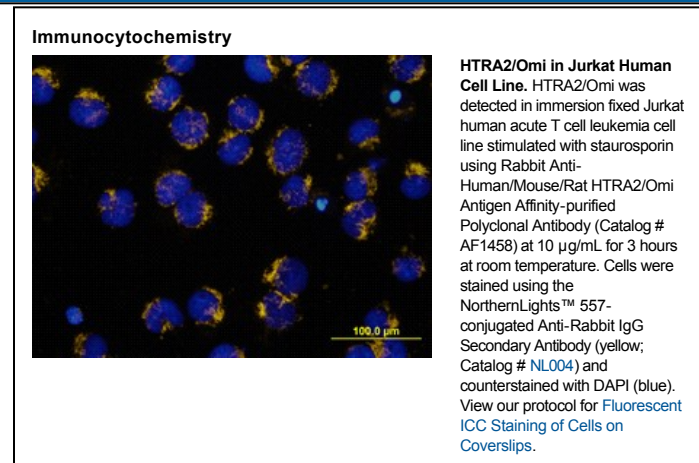 Immunocytochemistry
100.0 µm
HTRA2/Omi in Jurkat Human
Cell Line. HTRA2/Omi was
detected in immersion fixed Jurkat
human acute T cell leukemia cell
line stimulated with staurosporin
using Rabbit Anti-
Human/Mouse/Rat HTRA2/Omi
Antigen Affinity-purified
Polyclonal Antibody (Catalog #
AF1458) at 10 µg/mL for 3 hours
at room temperature. Cells were
stained using the
NorthernLights™ 557-
conjugated Anti-Rabbit IgG
Secondary Antibody (yellow;
Catalog # NL004) and
counterstained with DAPI (blue).
View our protocol for Fluorescent
ICC Staining of Cells on
Coverslips.